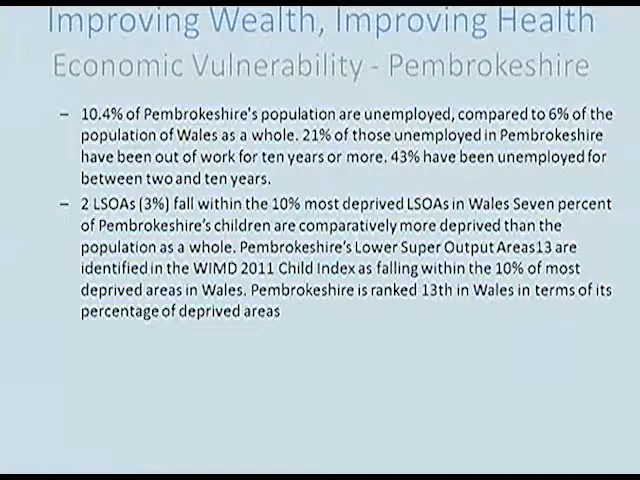 Improving Wealth, Improving Health
Economic Vulnerability - Pembrokeshire
– 10.4% of Pembrokeshire's population are unemployed, compared to 6% of the
population of Wales as a whole. 21% of those unemployed in Pembrokeshire
have been out of work for ten years or more. 43% have been unemployed for
between two and ten years.
– 2 LSOAs (3%) fall within the 10% most deprived LSOAs in Wales Seven percent
of Pembrokeshire’s children are comparatively more deprived than the
population as a whole. Pembrokeshire’s Lower Super Output Areas13 are
identified in the WIMD 2011 Child Index as falling within the 10% of most
deprived areas in Wales. Pembrokeshire is ranked 13th in Wales in terms of its
percentage of deprived areas